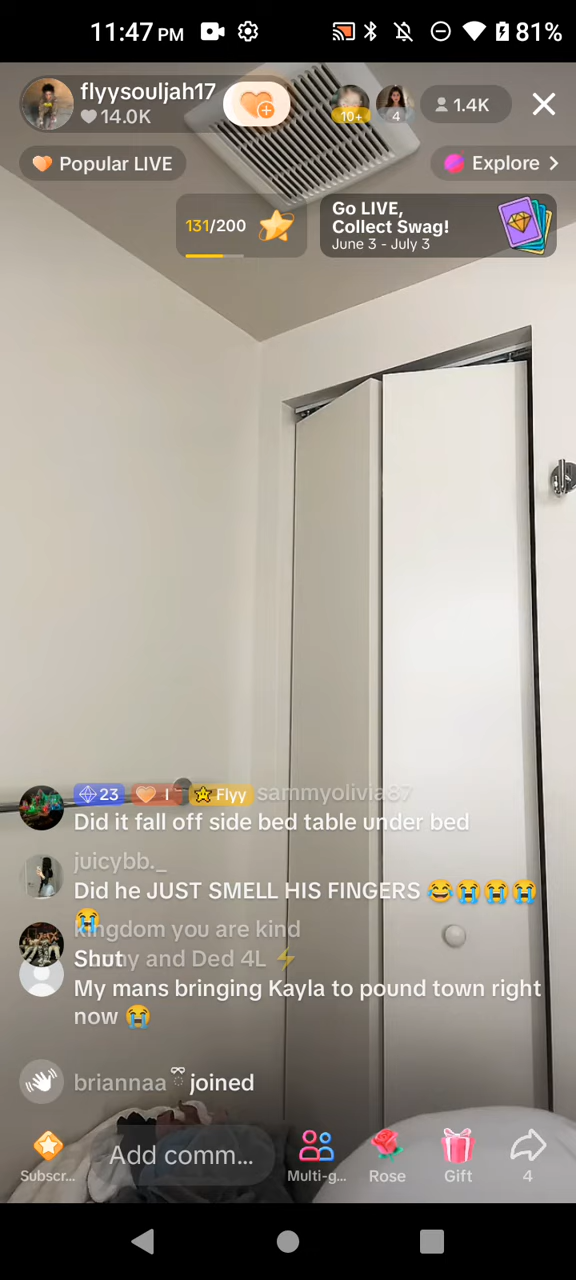 11:47 PM
81%
flyysouljah17
14.0K
10+
4
1.4K
Popular LIVE
Explore >
131/200
Go LIVE,
Collect Swag!
June 3 - July 3
23
I
Flyy
sammyolivia87
Did it fall off side bed table under bed
juicybb._
Did he JUST SMELL HIS FINGERS 😂😭😭😭
😭
kingdom you are kind
Shut
and Ded 4L ⚡
My mans bringing Kayla to pound town right
now 😭
briannaa joined
Add comm...
Subscr...
Multi-g...
Rose
Gift
4